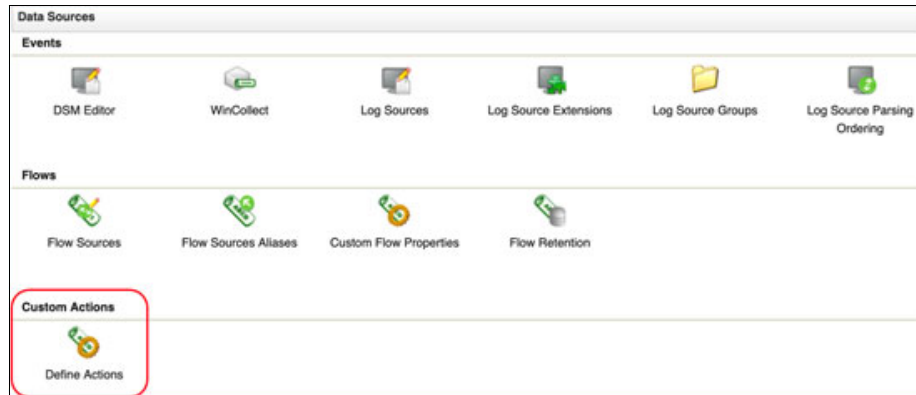 Data Sources
Events
DSM Editor
WinCollect
Log Sources
Log Source Extensions
Log Source Groups
Log Source Parsing
Ordering
Flows
Flow Sources
Flow Sources Aliases
Custom Flow Properties
Flow Retention
Custom Actions
Define Actions